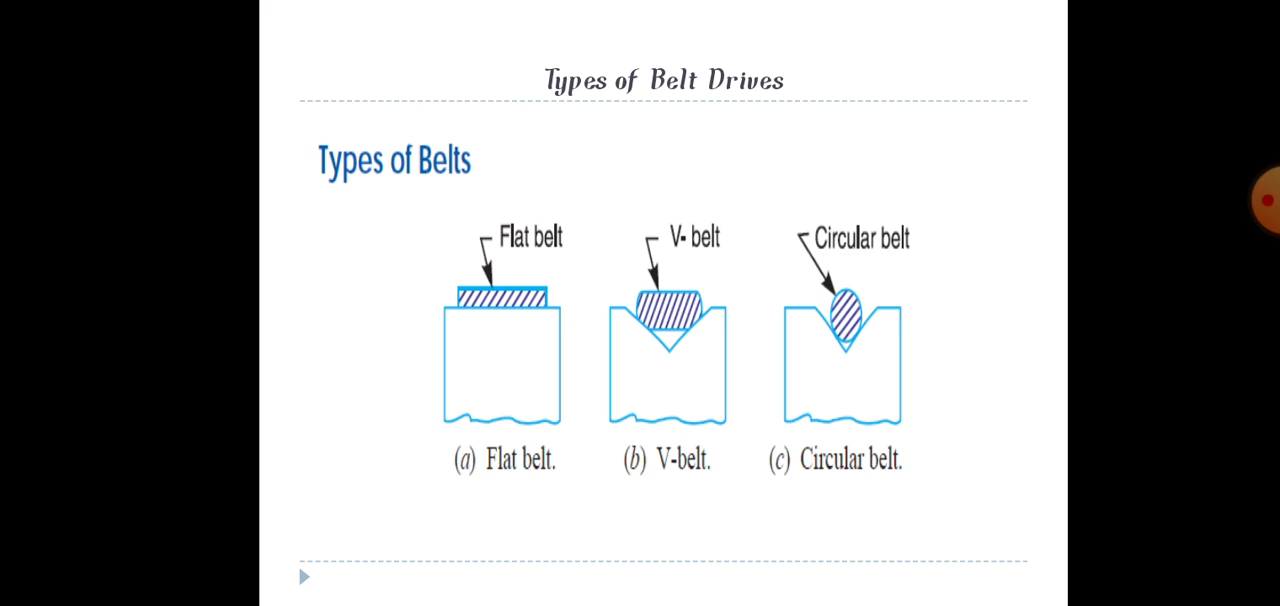 Types of Belt Drives
Types of Belts
Flat belt
V- belt
Circular belt
(a) Flat belt.
(b) V-belt.
(c) Circular belt.